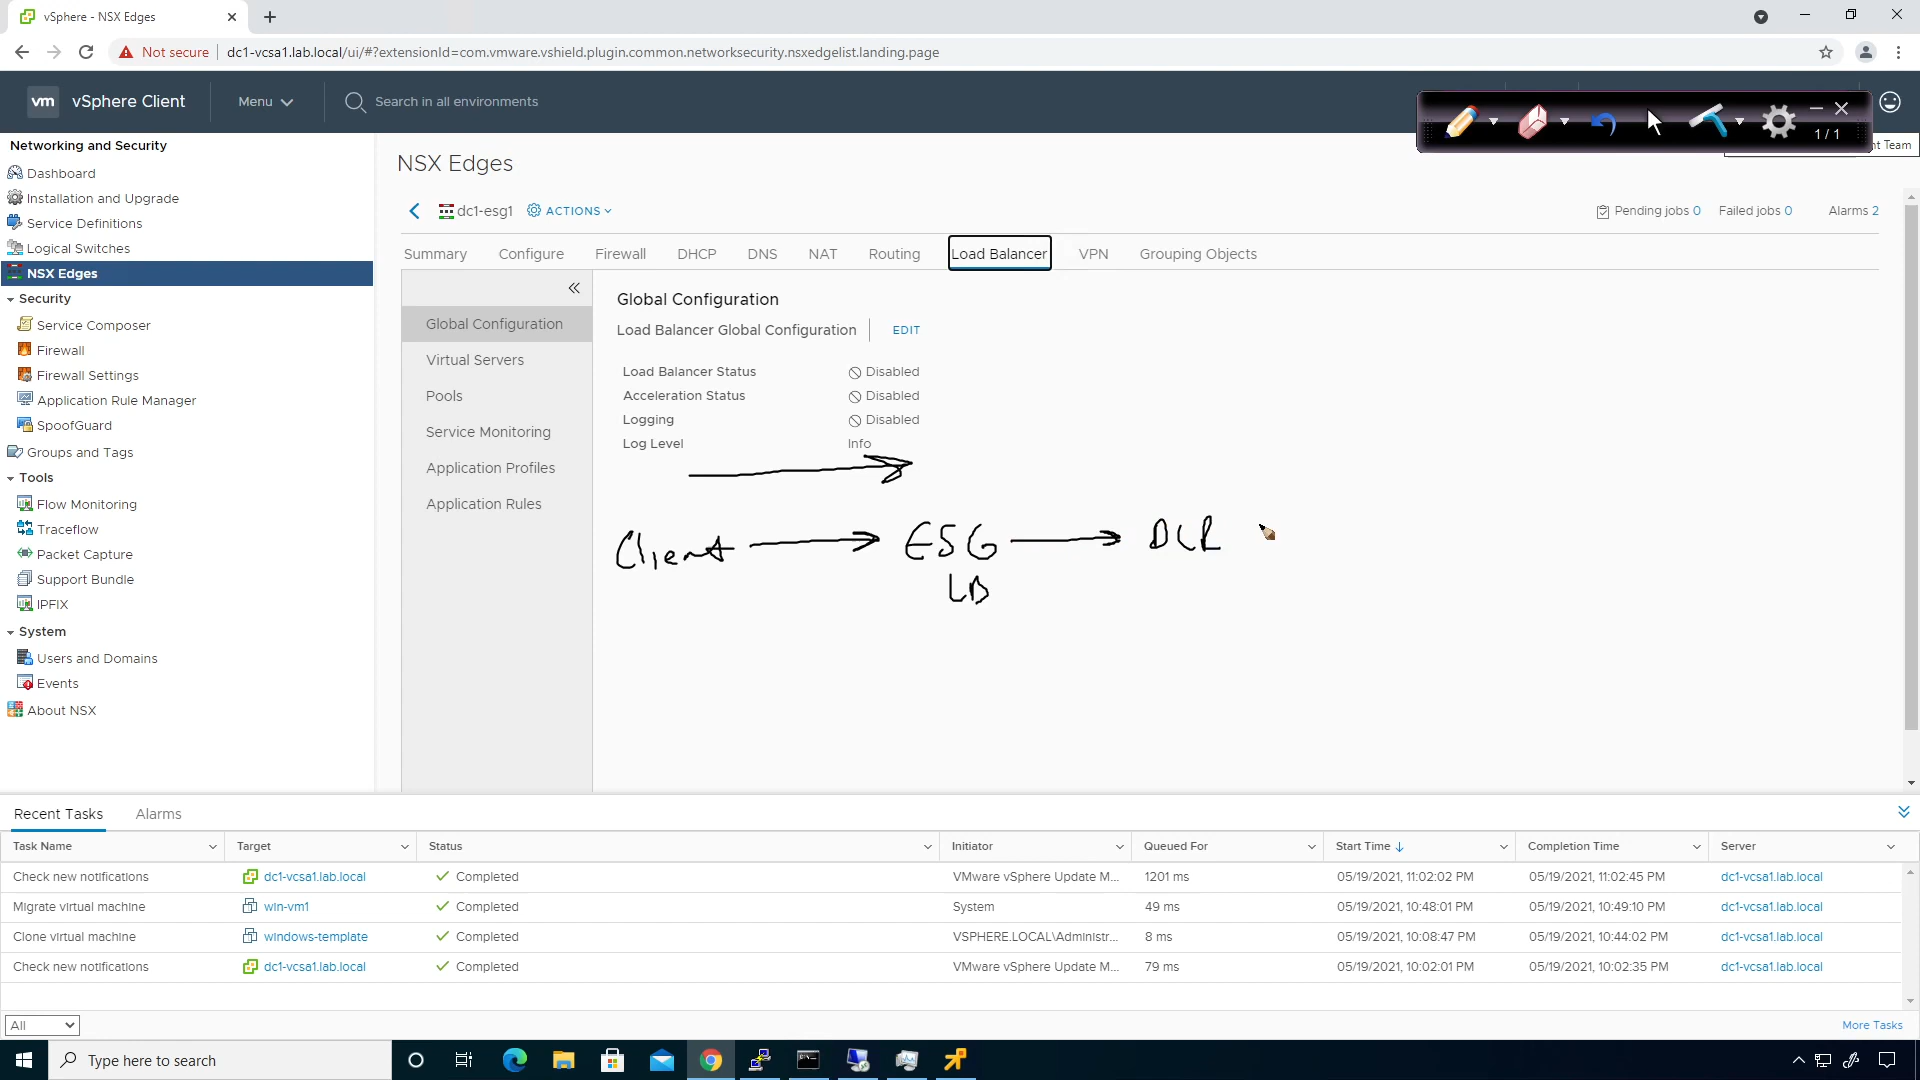 vSphere - NSX Edges
Not secure
dc1-vcsa1.lab.local/ui/#?extensionId=com.vmware.vshield.plugin.common.networksecurity.nsxedgelist.landing.page
vm vSphere Client Menu Search in all environments
1 / 1
nt Team
Networking and Security
Dashboard
Installation and Upgrade
Service Definitions
Logical Switches
NSX Edges
Security
Service Composer
Firewall
Firewall Settings
Application Rule Manager
SpoofGuard
Groups and Tags
Tools
Flow Monitoring
Traceflow
Packet Capture
Support Bundle
IPFIX
System
Users and Domains
Events
About NSX
NSX Edges
dc1-esg1 ACTIONS
Pending jobs 0 Failed jobs 0 Alarms 2
Summary Configure Firewall DHCP DNS NAT Routing Load Balancer VPN Grouping Objects
Global Configuration
Virtual Servers
Pools
Service Monitoring
Application Profiles
Application Rules
Global Configuration
Load Balancer Global Configuration EDIT
Load Balancer Status Disabled
Acceleration Status Disabled
Logging Disabled
Log Level Info
Client ESG DLR
LB
Recent Tasks Alarms
Task Name Target Status Initiator Queued For Start Time Completion Time Server
Check new notifications dc1-vcsa1.lab.local Completed VMware vSphere Update M... 1201 ms 05/19/2021, 11:02:02 PM 05/19/2021, 11:02:45 PM dc1-vcsa1.lab.local
Migrate virtual machine win-vm1 Completed System 49 ms 05/19/2021, 10:48:01 PM 05/19/2021, 10:49:10 PM dc1-vcsa1.lab.local
Clone virtual machine windows-template Completed VSPHERE.LOCAL\Administr... 8 ms 05/19/2021, 10:08:47 PM 05/19/2021, 10:44:02 PM dc1-vcsa1.lab.local
Check new notifications dc1-vcsa1.lab.local Completed VMware vSphere Update M... 79 ms 05/19/2021, 10:02:01 PM 05/19/2021, 10:02:35 PM dc1-vcsa1.lab.local
All
More Tasks
Type here to search